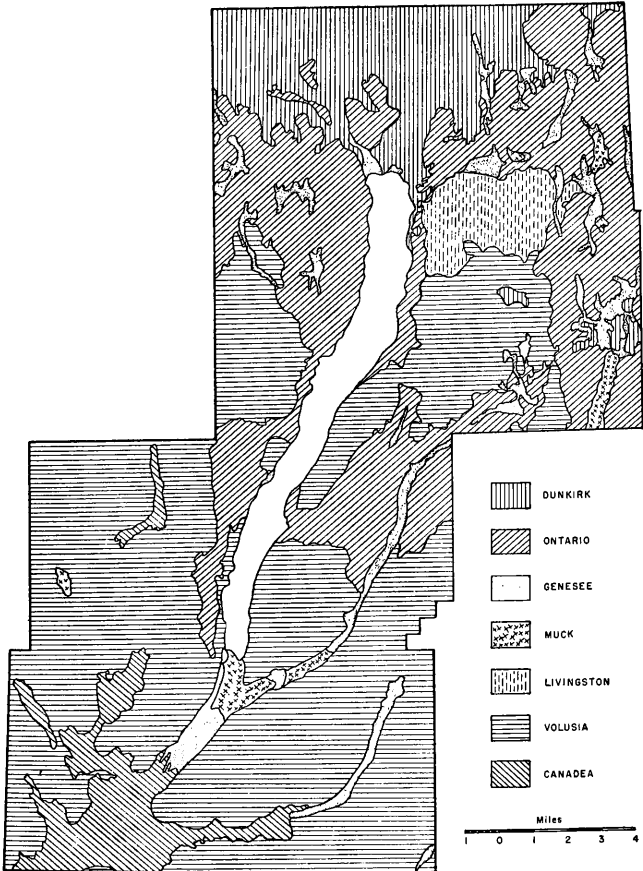 DUNKIRK
ONTARIO
GENESEE
MUCK
LIVINGSTON
VOLUSIA
CANADEA
Miles
1 0 1 2 3 4